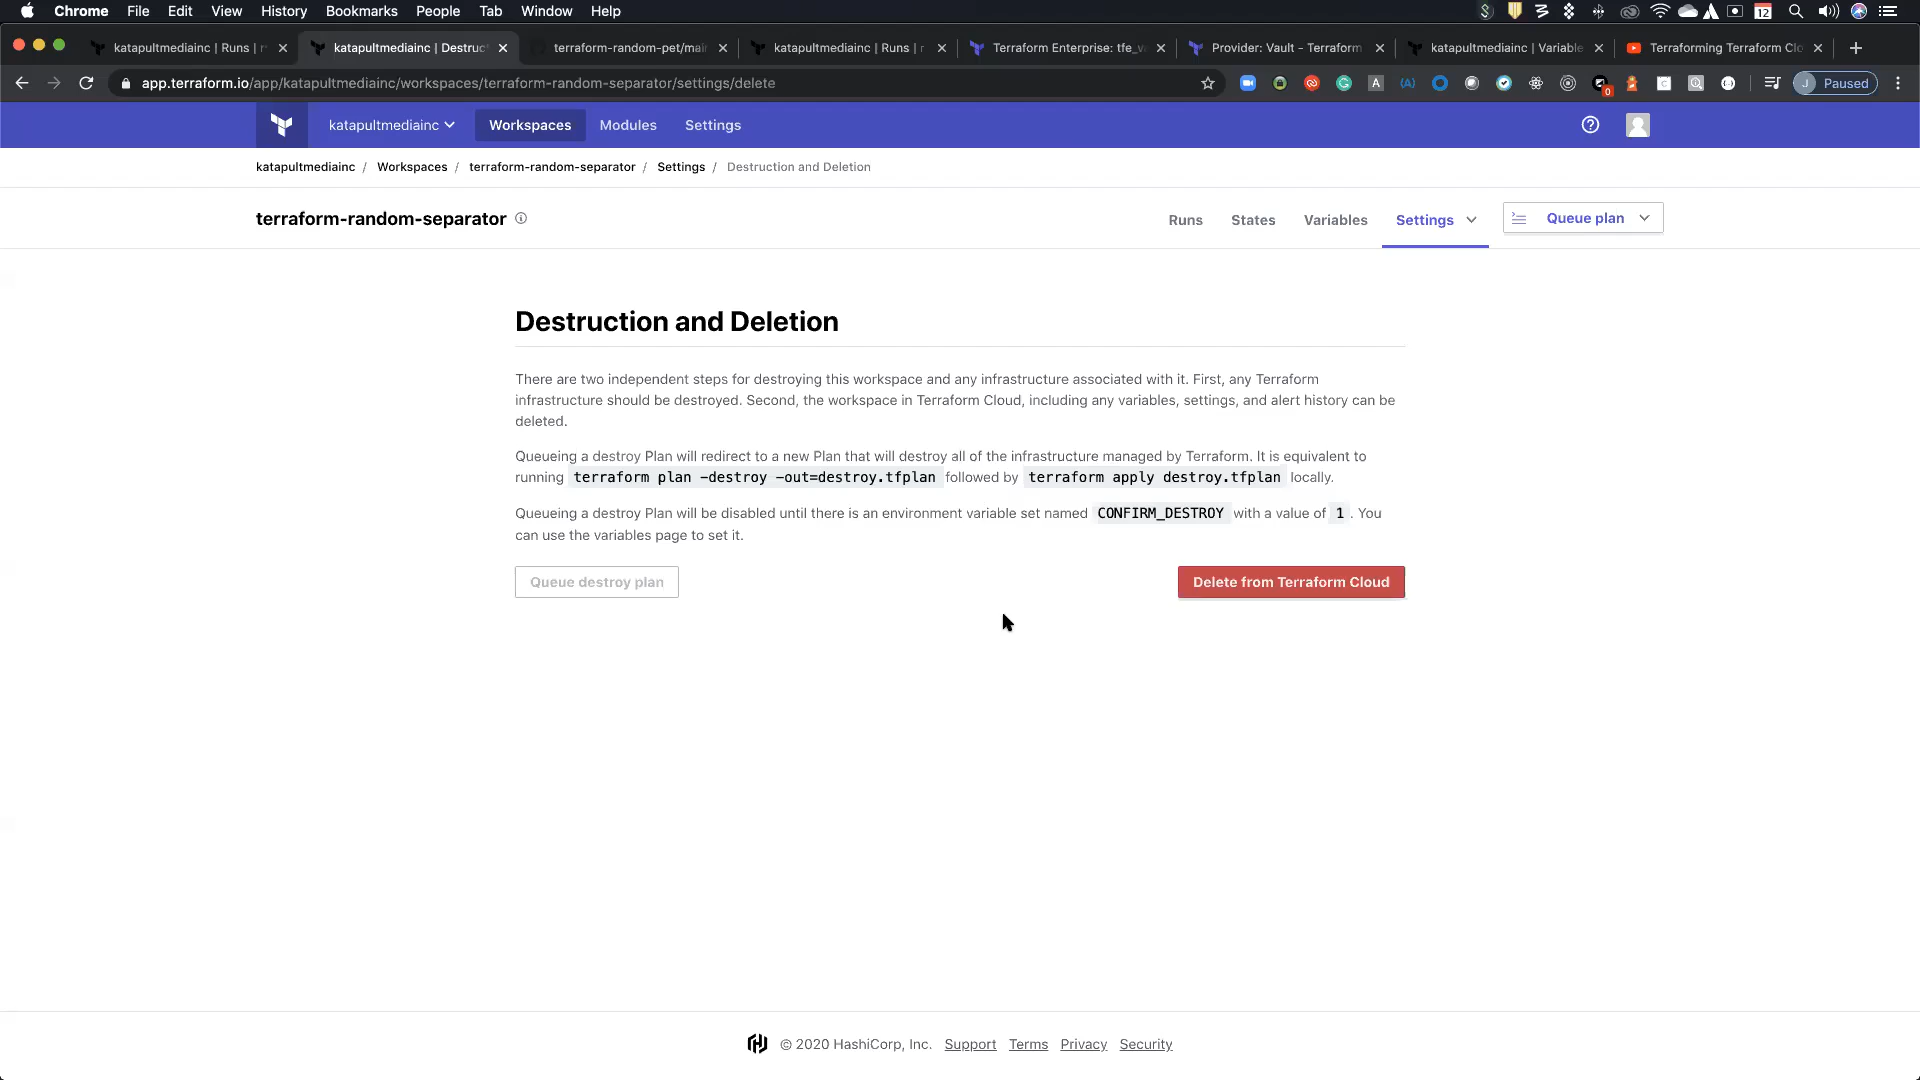 Chrome File Edit View History Bookmarks People Tab Window Help
12
katapultmediainc | Runs |
katapultmediainc | Destruct
terraform-random-pet/mai
katapultmediainc | Runs |
Terraform Enterprise: tfe_v
Provider: Vault - Terraform
katapultmediainc | Variable
Terraforming Terraform Clo
app.terraform.io/app/katapultmediainc/workspaces/terraform-random-separator/settings/delete
A
(A)
0
J Paused
katapultmediainc Workspaces Modules Settings
katapultmediainc / Workspaces / terraform-random-separator / Settings / Destruction and Deletion
terraform-random-separator
Runs States Variables Settings Queue plan
Destruction and Deletion
There are two independent steps for destroying this workspace and any infrastructure associated with it. First, any Terraform
infrastructure should be destroyed. Second, the workspace in Terraform Cloud, including any variables, settings, and alert history can be
deleted.
Queueing a destroy Plan will redirect to a new Plan that will destroy all of the infrastructure managed by Terraform. It is equivalent to
running terraform plan -destroy -out=destroy.tfplan followed by terraform apply destroy.tfplan locally.
Queueing a destroy Plan will be disabled until there is an environment variable set named CONFIRM_DESTROY with a value of 1 . You
can use the variables page to set it.
Queue destroy plan
Delete from Terraform Cloud
© 2020 HashiCorp, Inc. Support Terms Privacy Security